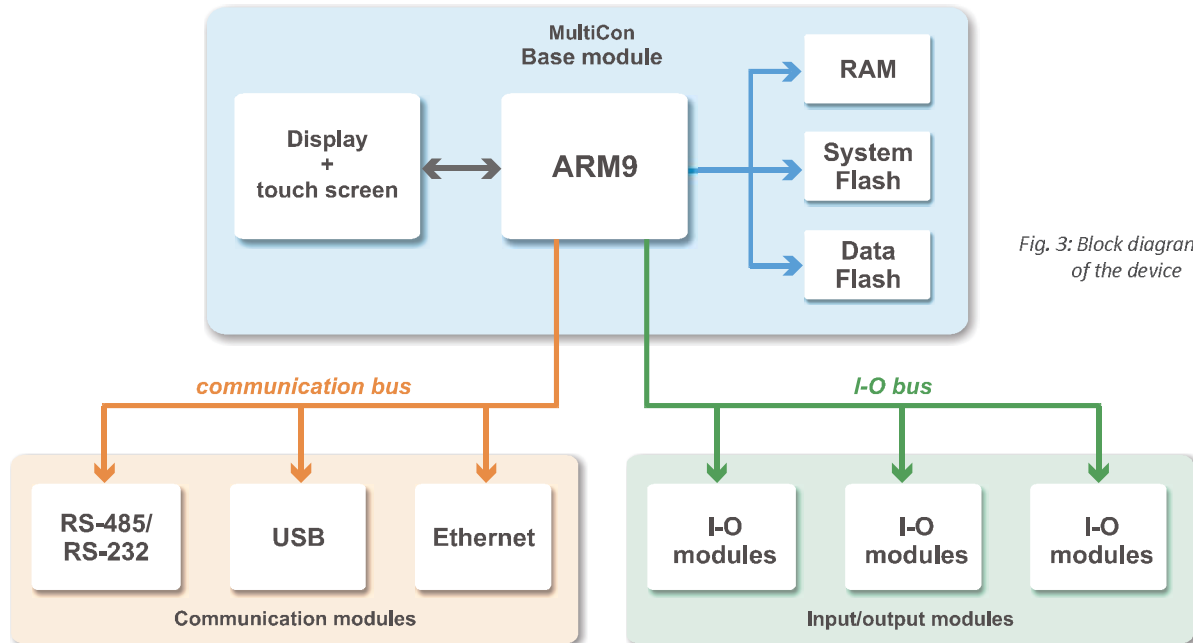 MultiCon
Base module
Display
+
touch screen
ARM9
RAM
System
Flash
Data
Flash
Fig. 3: Block diagran
of the device
communication bus
I-O bus
RS-485/
RS-232
USB
Ethernet
Communication modules
I-O
modules
I-O
modules
I-O
modules
Input/output modules